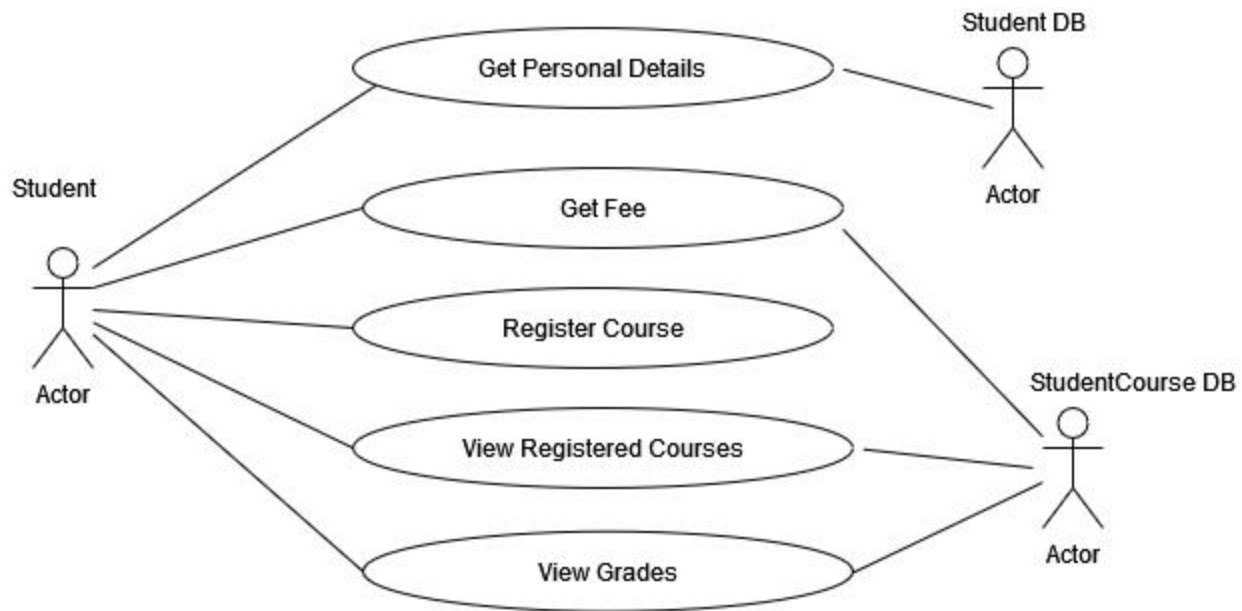 Student DB
Get Personal Details
Actor
Student
Get Fee
Register Course
Actor
StudentCourse DB
View Registered Courses
Actor
View Grades